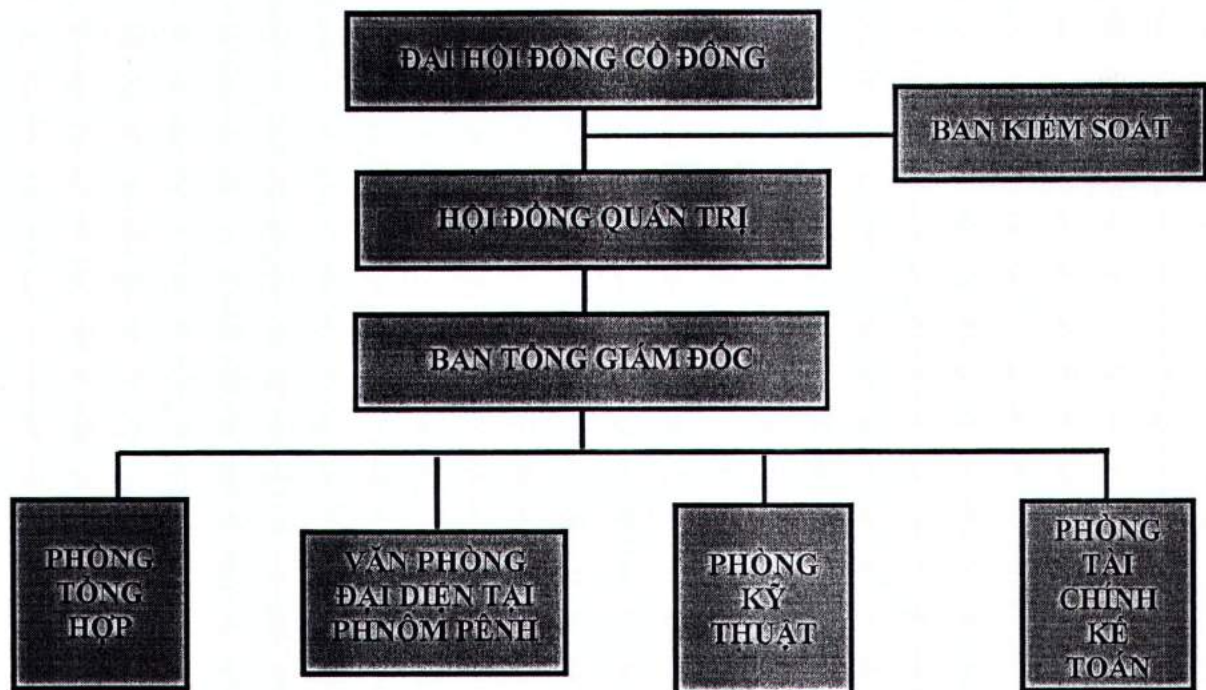 ĐẠI HỘI ĐỒNG CỔ ĐÔNG
BAN KIỂM SOÁT
HỘI ĐỒNG QUẢN TRỊ
BAN TỔNG GIÁM ĐỐC
PHÒNG
TỔNG
HỢP
VĂN PHÒNG
ĐẠI DIỆN TẠI
PHNÔM PÊNH
PHÒNG
KỸ
THUẬT
PHÒNG
TÀI
CHÍNH
KẾ
TOÁN